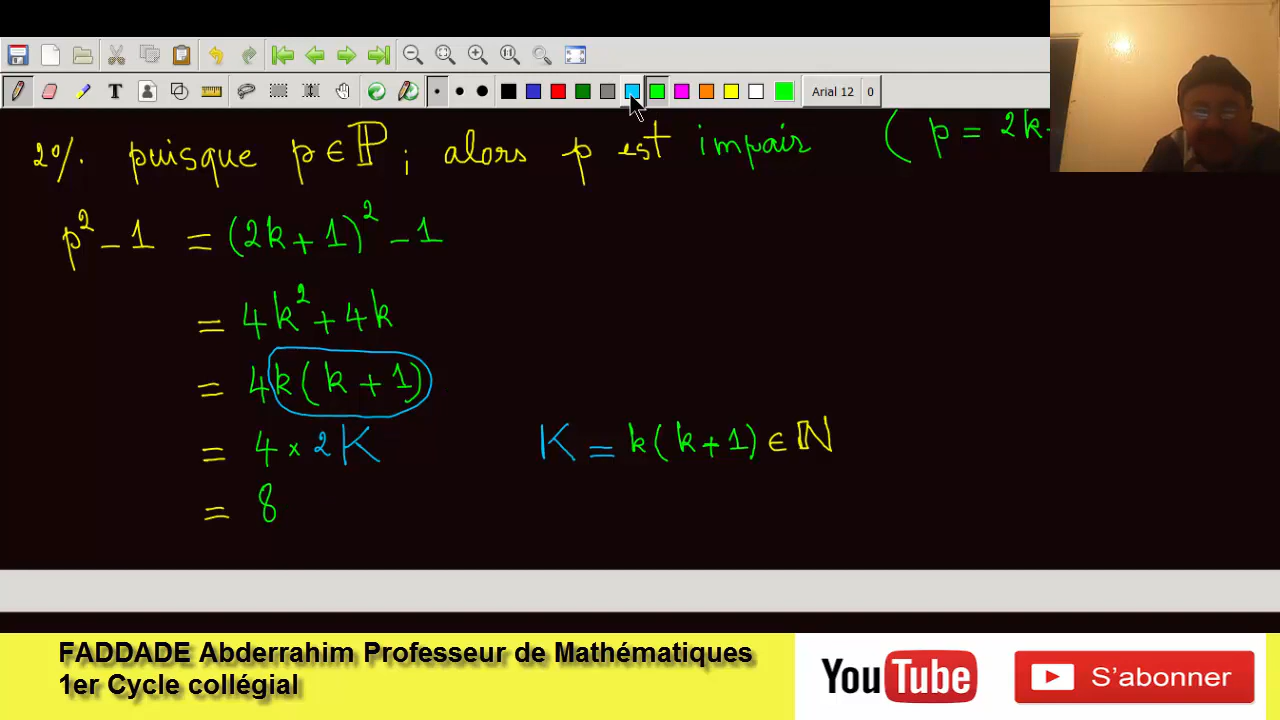 Arial 12 0
2°/. puisque p ∈ ℙ ; alors p est impair ( p = 2k
p² - 1 = (2k+1)² - 1
= 4k² + 4k
= 4k(k+1)
= 4 × 2K K = k(k+1) ∈ ℕ
= 8
FADDADE Abderrahim Professeur de Mathématiques
1er Cycle collégial
YouTube
S'abonner